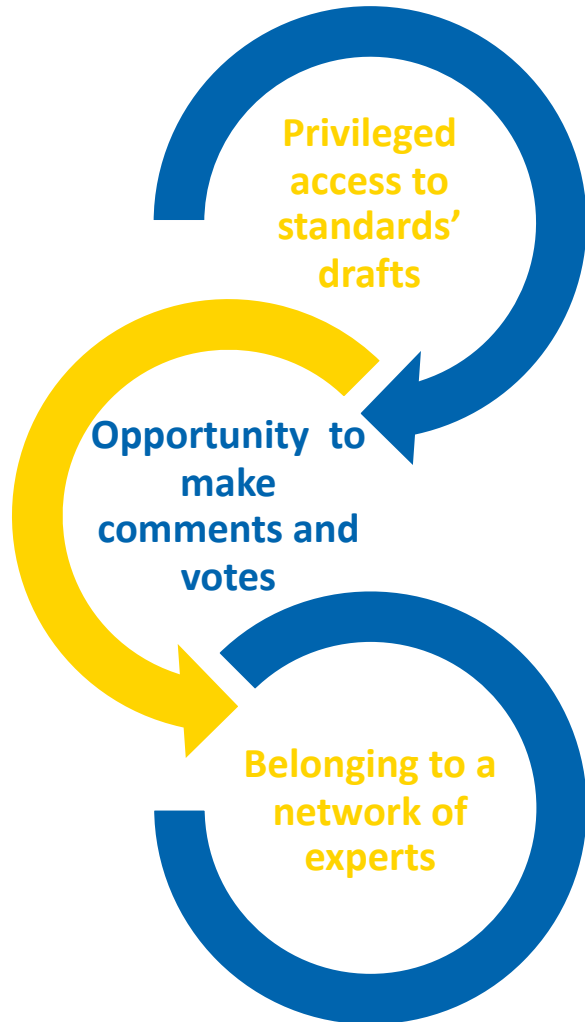 Privileged
access to
standards’
drafts
Opportunity  to
make
comments and
votes
Belonging to a
network of
experts